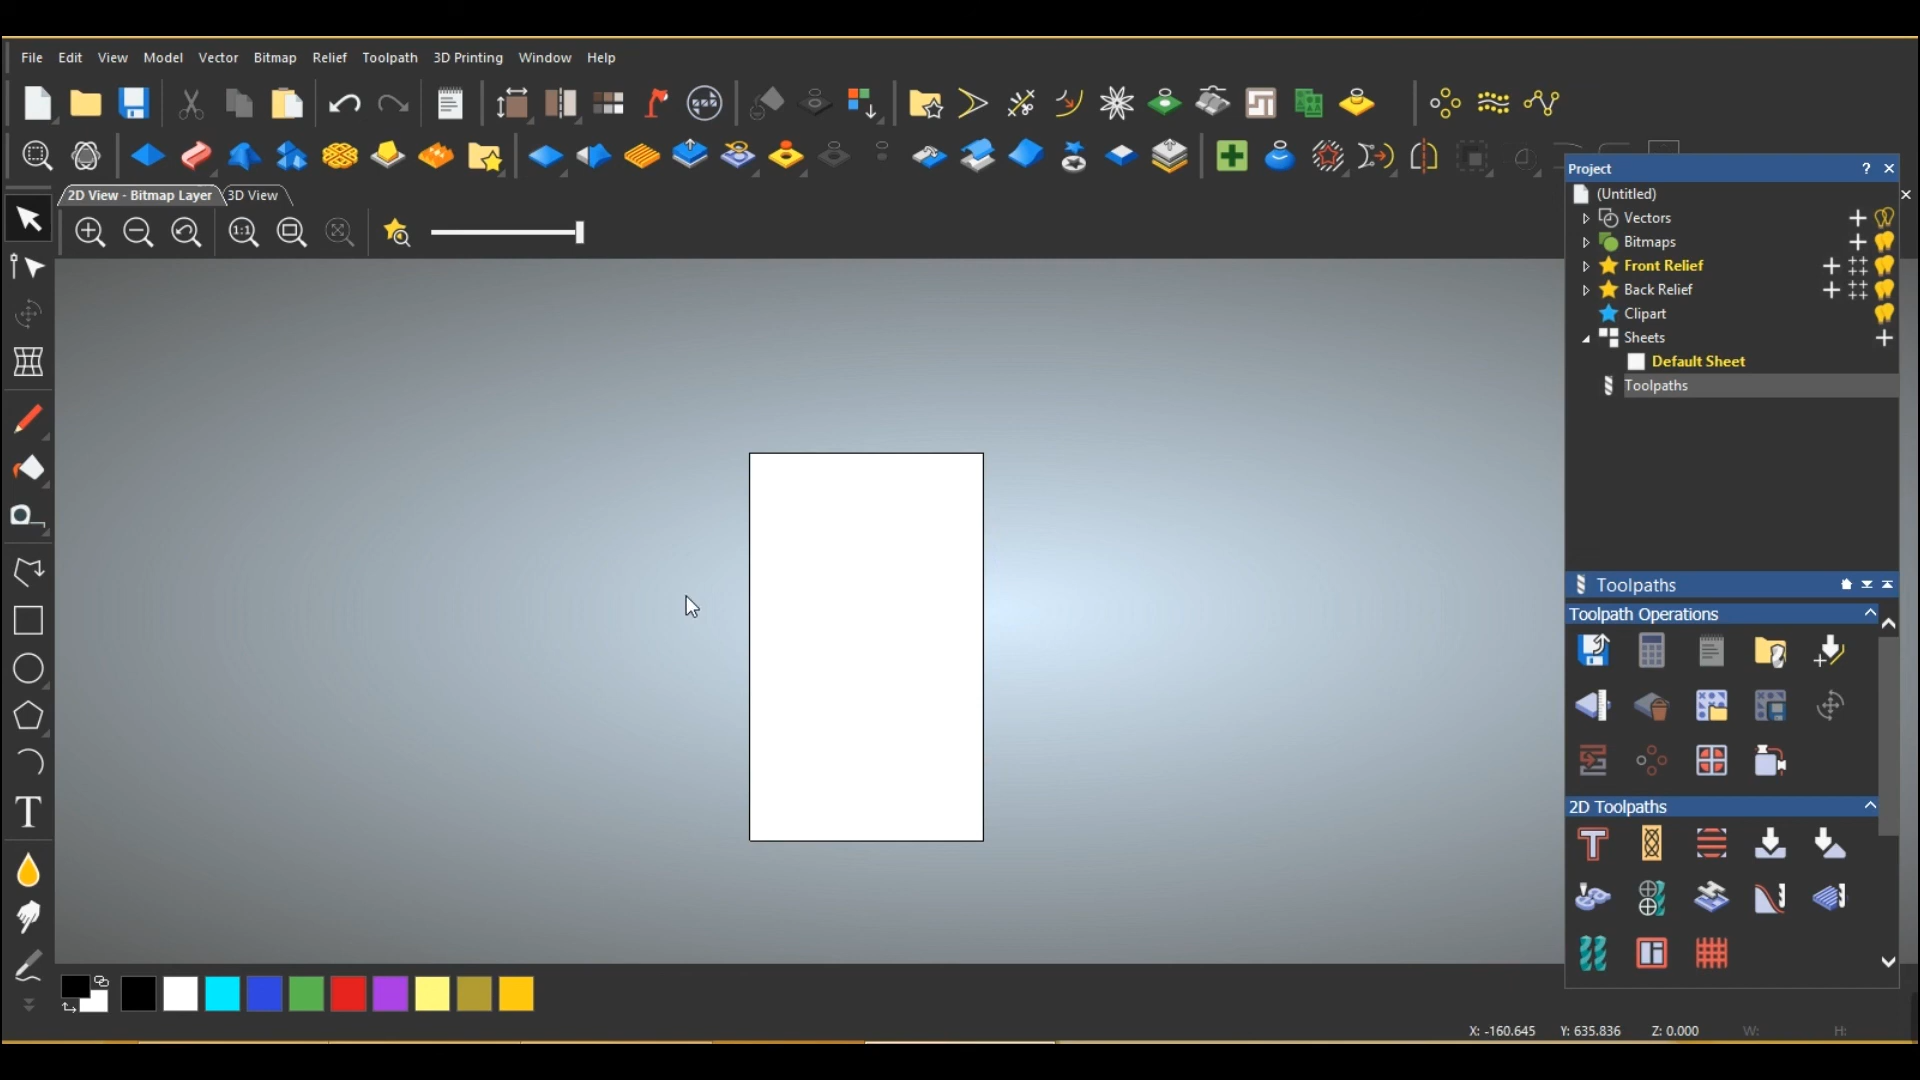 File Edit View Model Vector Bitmap Relief Toolpath 3D Printing Window Help
2D View - Bitmap Layer 3D View
1:1
Project ?
(Untitled)
Vectors
Bitmaps
Front Relief
Back Relief
Clipart
Sheets
Default Sheet
Toolpaths
Toolpaths
Toolpath Operations
2D Toolpaths
T
X: -160.645 Y: 635.836 Z: 0.000 W: H: